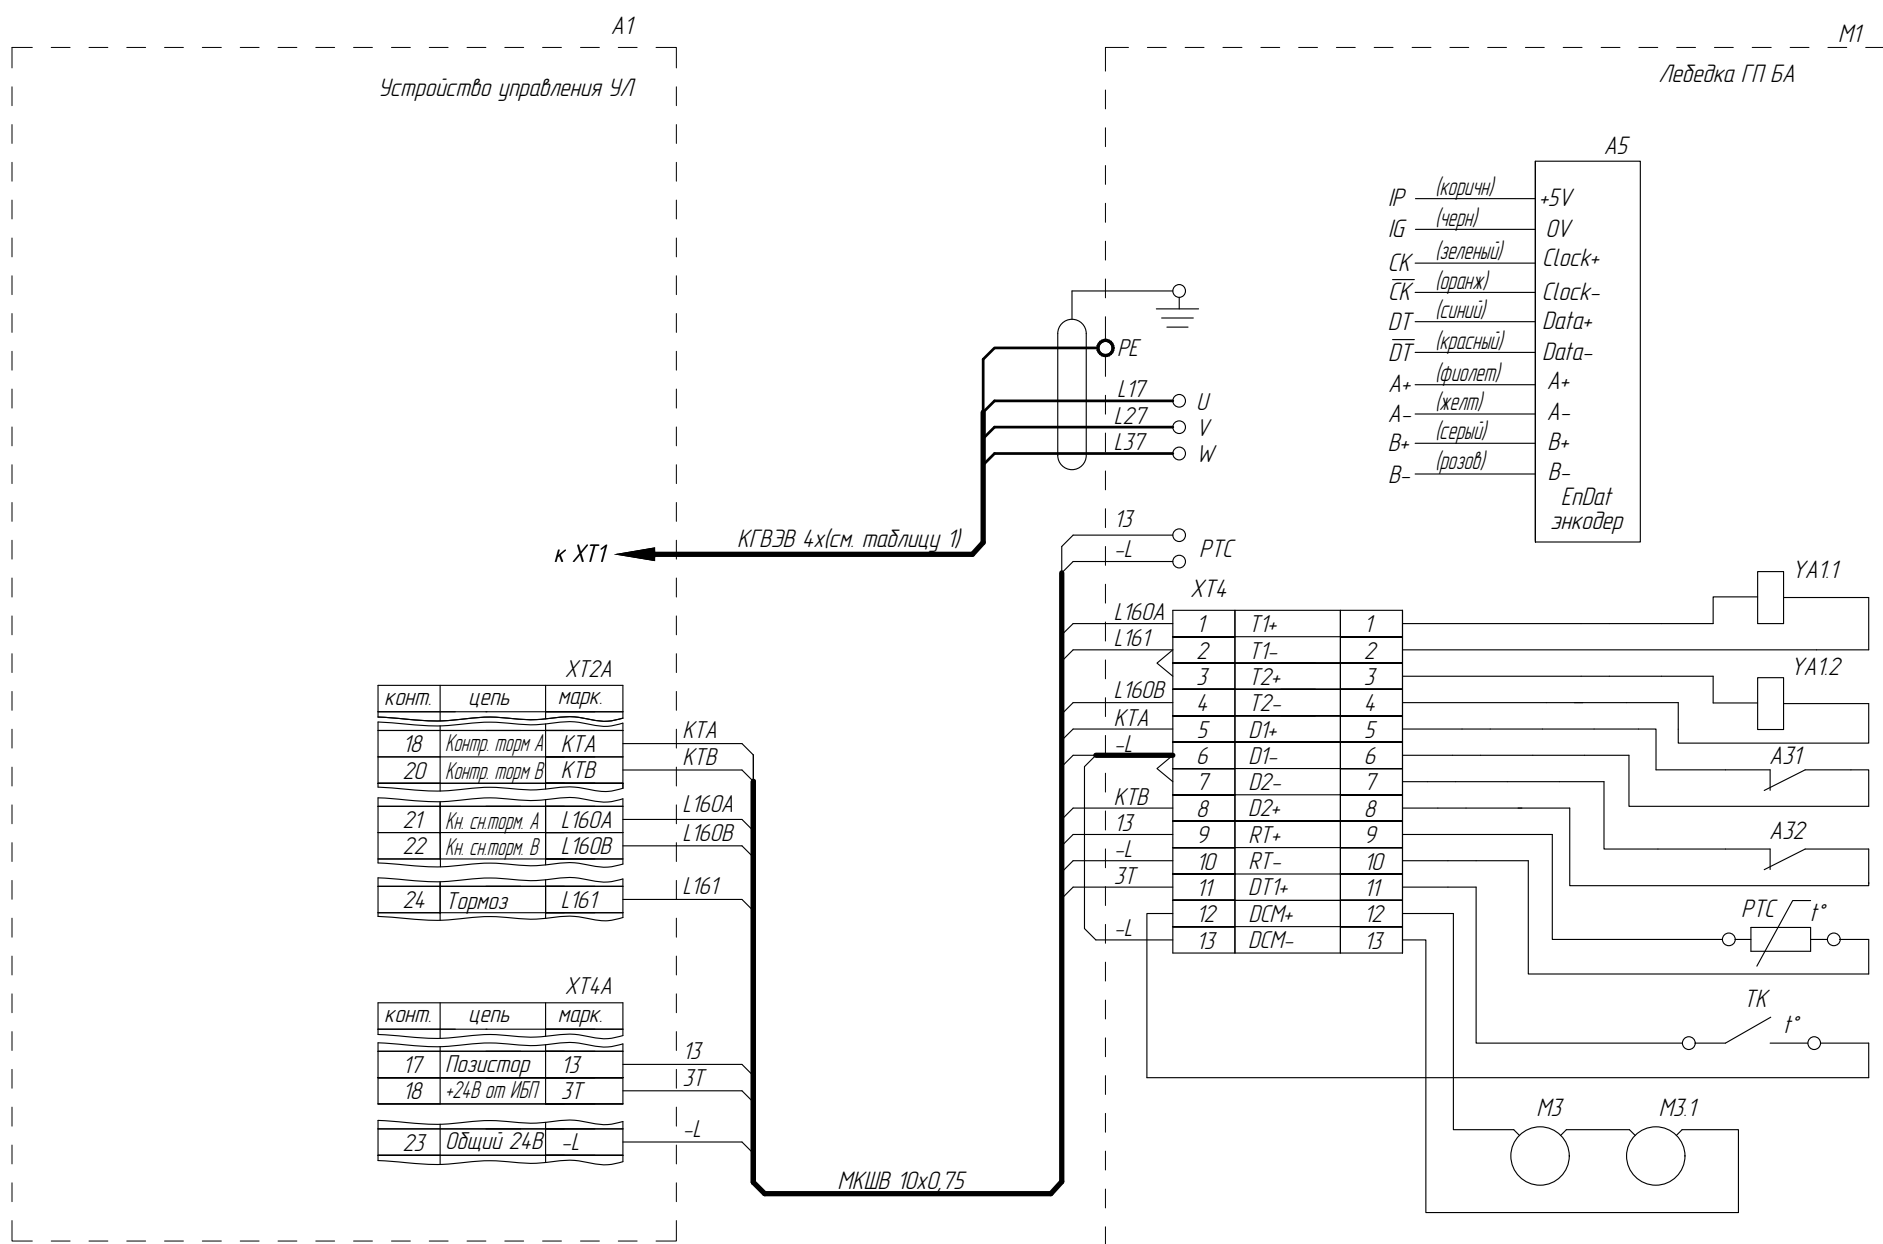 A1
Устройство управления УЛ
M1
Лебедка ГП БА
A5
IP (коричн) +5V
IG (черн) 0V
CK (зеленый) Clock+
C̅K̅ (оранж) Clock-
DT (синий) Data+
D̅T̅ (красный) Data-
A+ (фиолет) A+
A- (желт) A-
B+ (серый) B+
B- (розов) B-
EnDat
энкодер
PE
L17 U
L27 V
L37 W
КГВЭВ 4х(см. таблицу 1)
к XT1
13
-L
PTC
XT4
L160A 1 T1+ 1
L161 2 T1- 2
3 T2+ 3
L160B 4 T2- 4
KTA 5 D1+ 5
-L 6 D1- 6
7 D2- 7
KTB 8 D2+ 8
13 9 RT+ 9
-L 10 RT- 10
3T 11 DT1+ 11
12 DCM+ 12
-L 13 DCM- 13
YA1.1
YA1.2
A31
A32
PTC t°
TK
t°
M3 M3.1
XT2A
конт. цепь марк.
18 Контр. торм А KTA KTA
20 Контр. торм В KTB KTB
21 Кн. сн.торм. А L160A L160A
22 Кн. сн.торм. В L160B L160B
24 Тормоз L161 L161
XT4A
конт. цепь марк.
17 Позистор 13 13
18 +24В от ИБП 3T 3T
23 Общий 24В -L -L
МКШВ 10х0,75